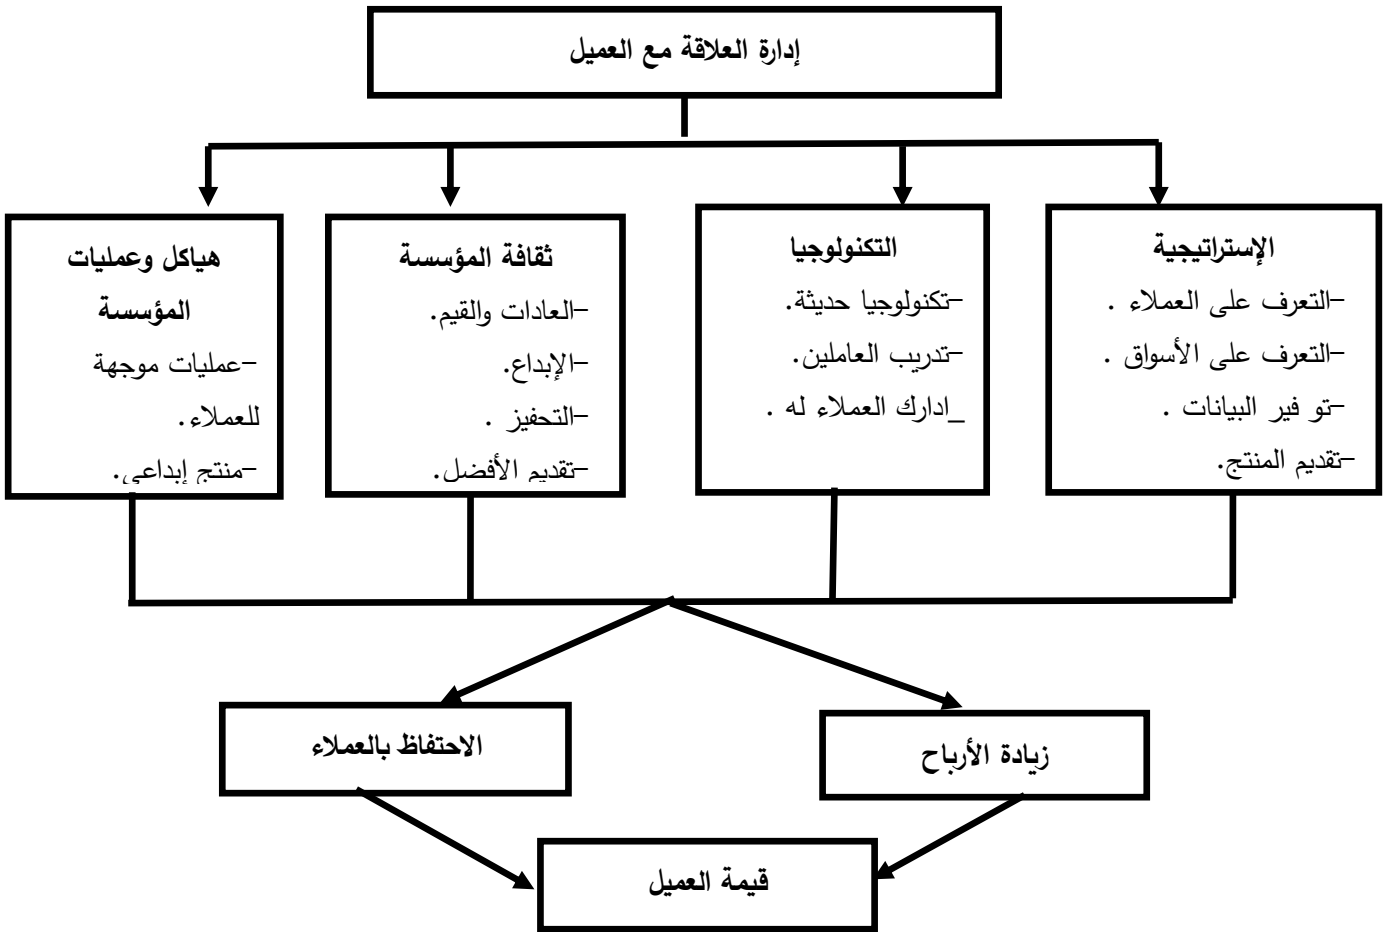 إدارة العلاقة مع العميل
الإستراتيجية
-التعرف على العملاء .
-التعرف على الأسواق .
-تو فير البيانات .
-تقديم المنتج.
التكنولوجيا
-تكنولوجيا حديثة.
-تدريب العاملين.
_ادارك العملاء له .
ثقافة المؤسسة
-العادات والقيم.
-الإبداع.
-التحفيز .
-تقديم الأفضل.
هياكل وعمليات
المؤسسة
-عمليات موجهة
للعملاء.
-منتج إبداعي.
زيادة الأرباح
الاحتفاظ بالعملاء
قيمة العميل